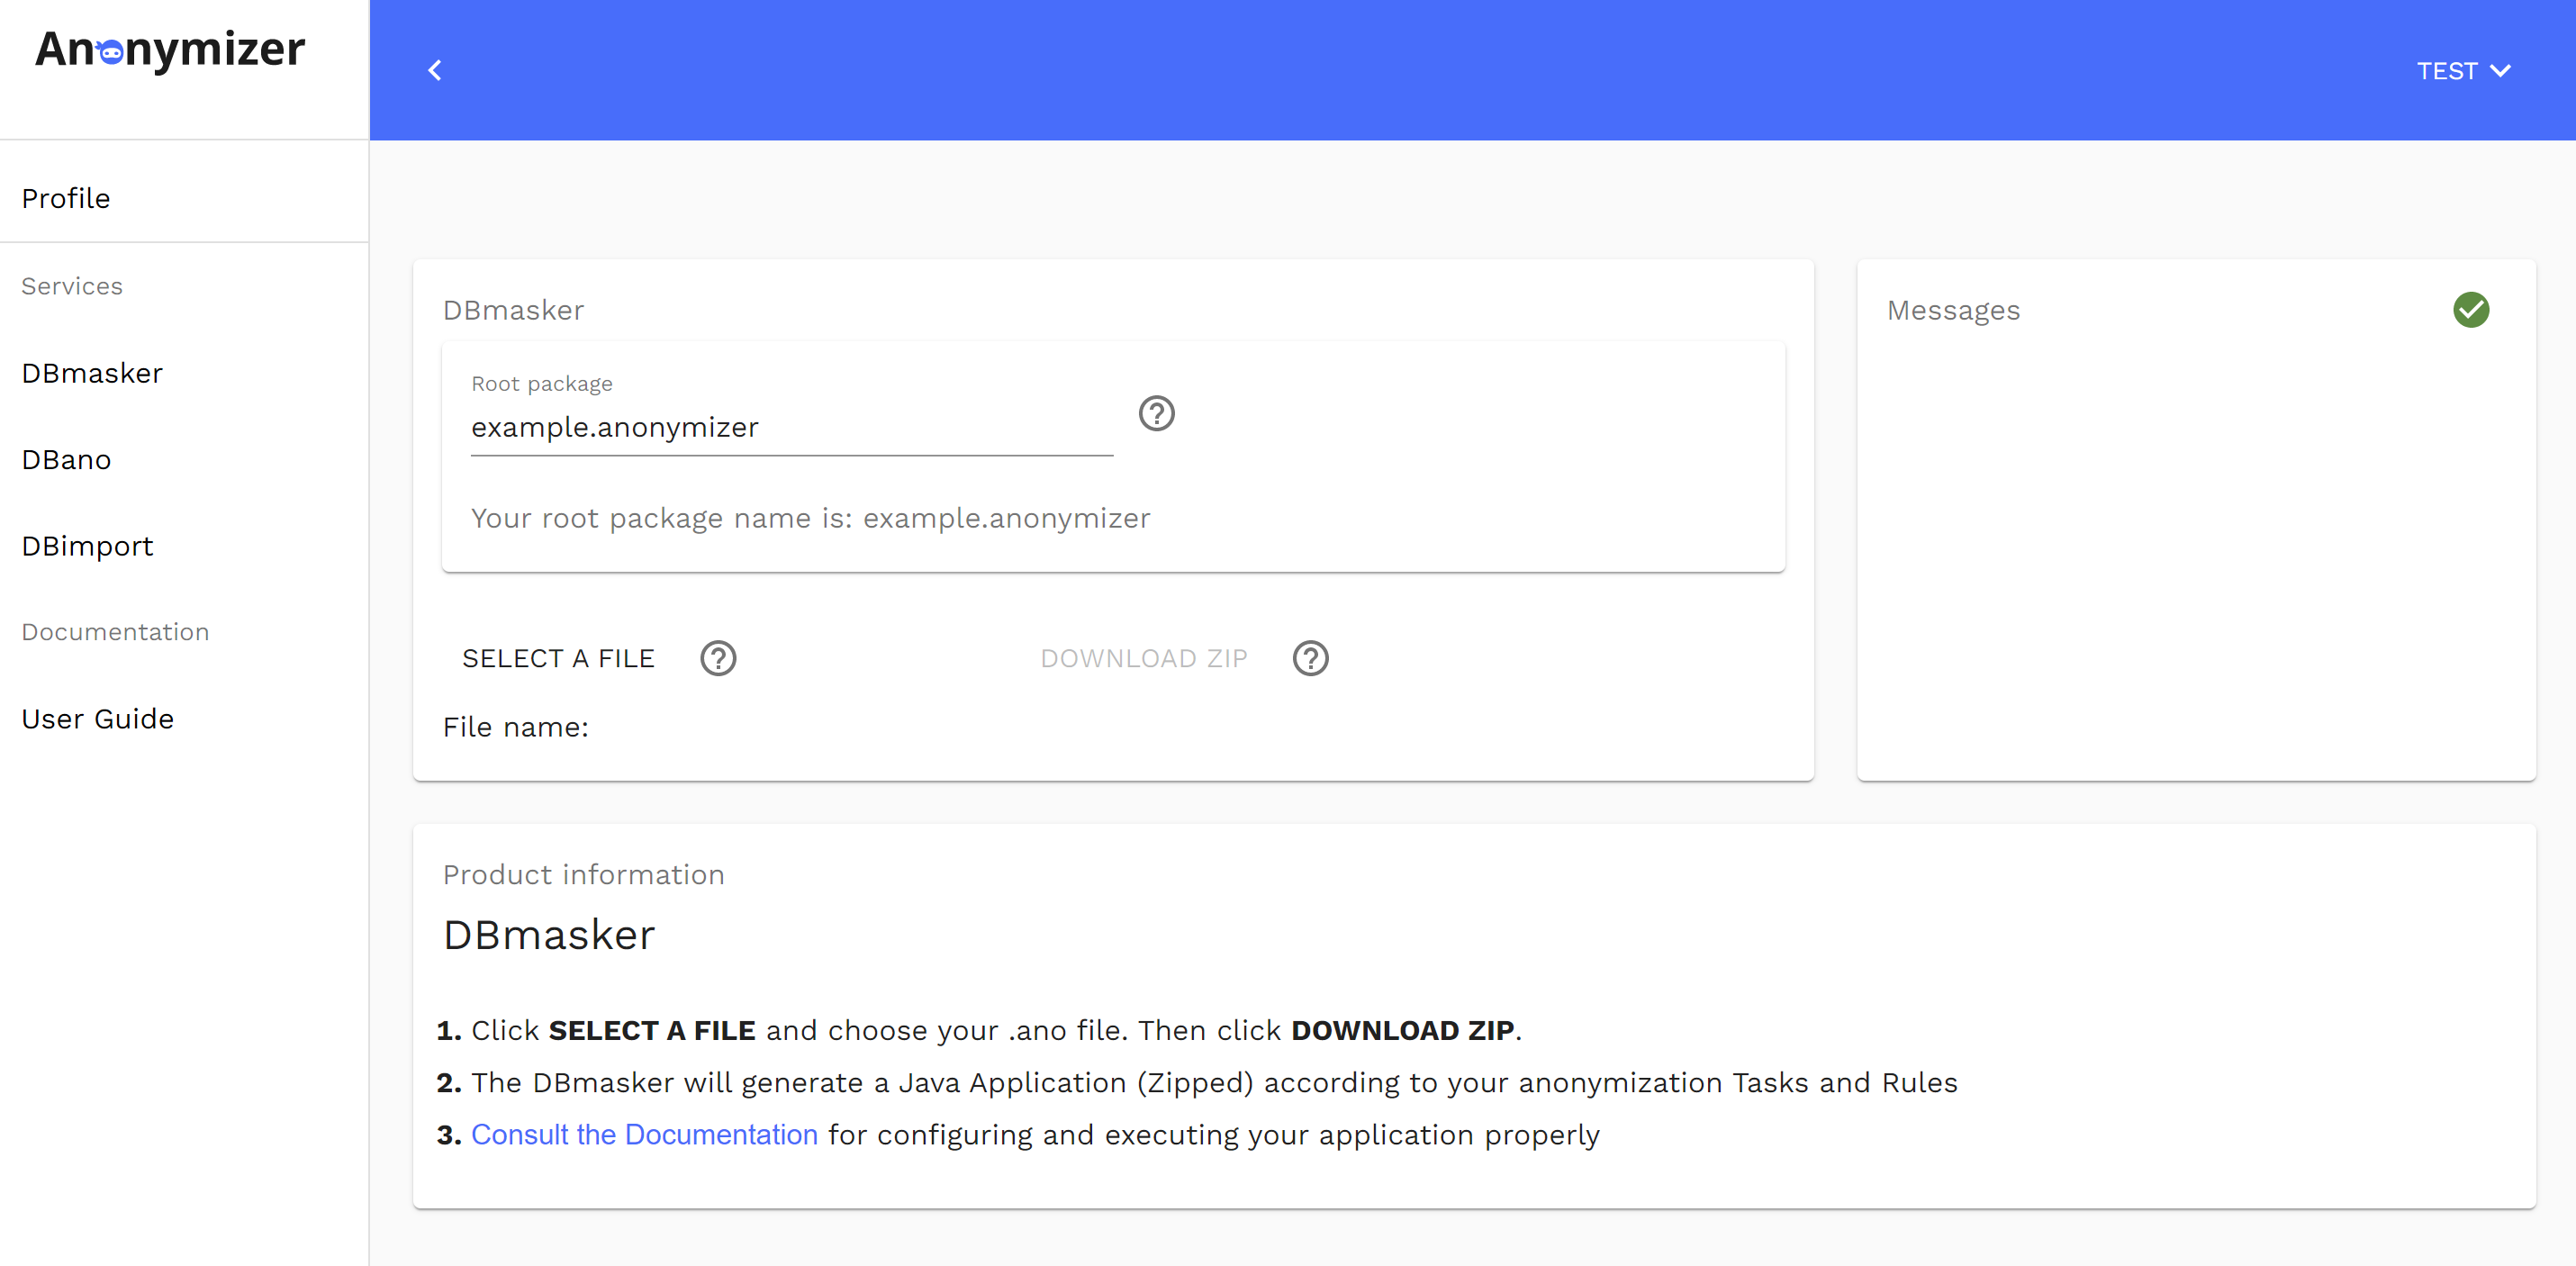 Anonymizer
TEST
Profile
Services
DBmasker
DBano
DBimport
Documentation
User Guide
DBmasker
Root package
example.anonymizer
Your root package name is: example.anonymizer
SELECT A FILE
DOWNLOAD ZIP
File name:
Messages
Product information
DBmasker
1. Click SELECT A FILE and choose your .ano file. Then click DOWNLOAD ZIP.
2. The DBmasker will generate a Java Application (Zipped) according to your anonymization Tasks and Rules
3. Consult the Documentation for configuring and executing your application properly